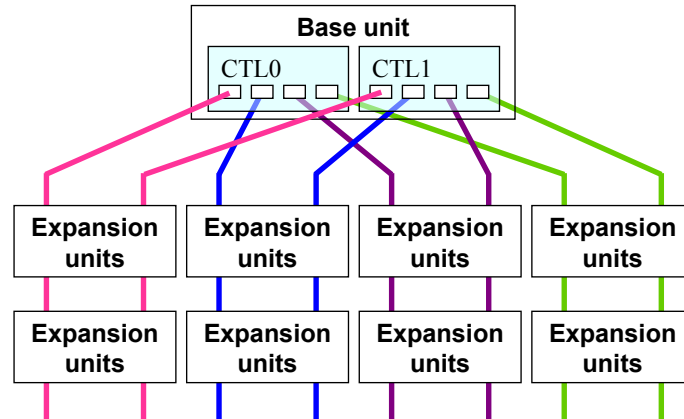 Base unit
CTL0
CTL1
Expansion
units
Expansion
units
Expansion
units
Expansion
units
Expansion
units
Expansion
units
Expansion
units
Expansion
units